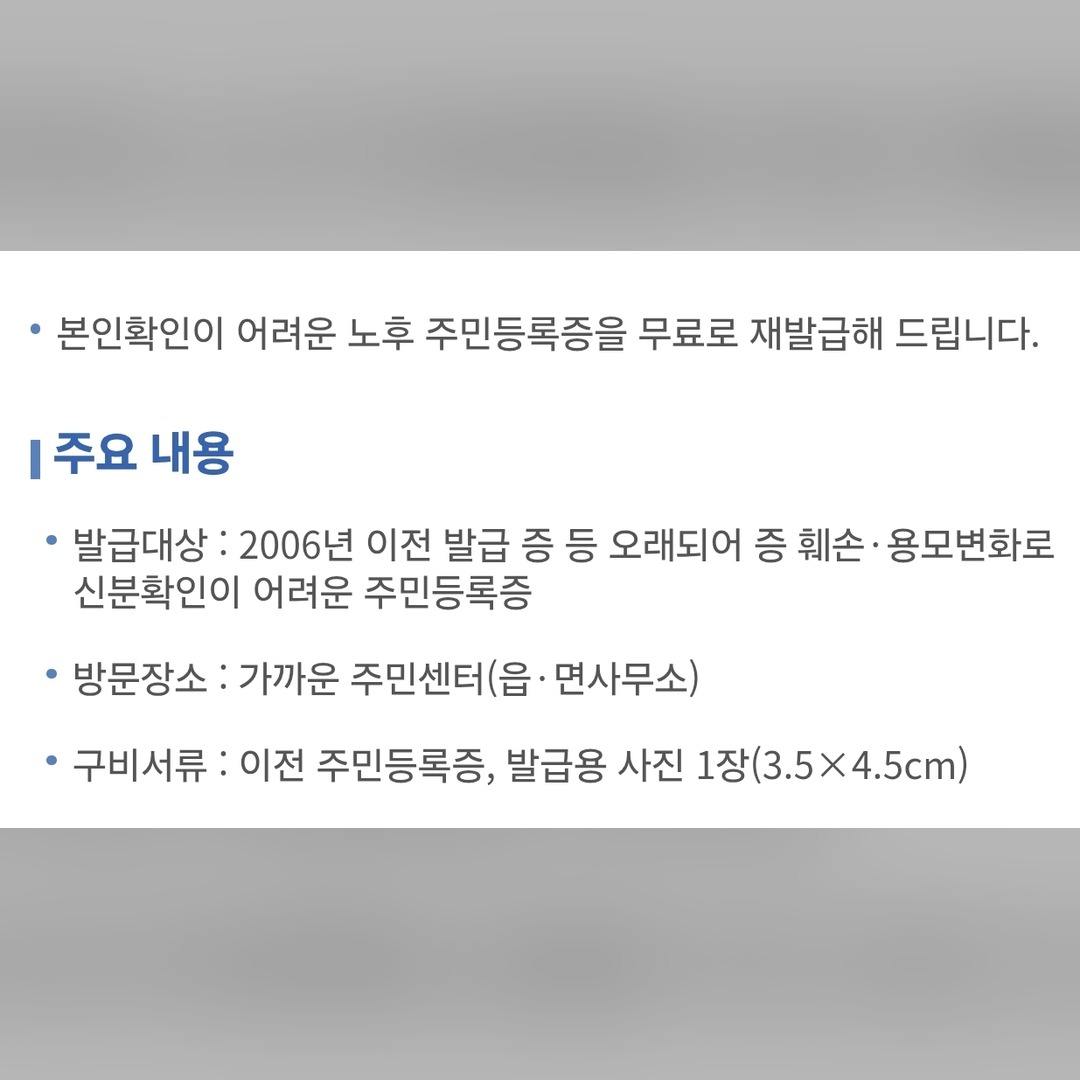 • 본인확인이 어려운 노후 주민등록증을 무료로 재발급해 드립니다.
주요 내용
• 발급대상 : 2006년 이전 발급 증 등 오래되어 증 훼손·용모변화로
신분확인이 어려운 주민등록증
• 방문장소 : 가까운 주민센터(읍·면사무소)
• 구비서류 : 이전 주민등록증, 발급용 사진 1장(3.5×4.5cm)